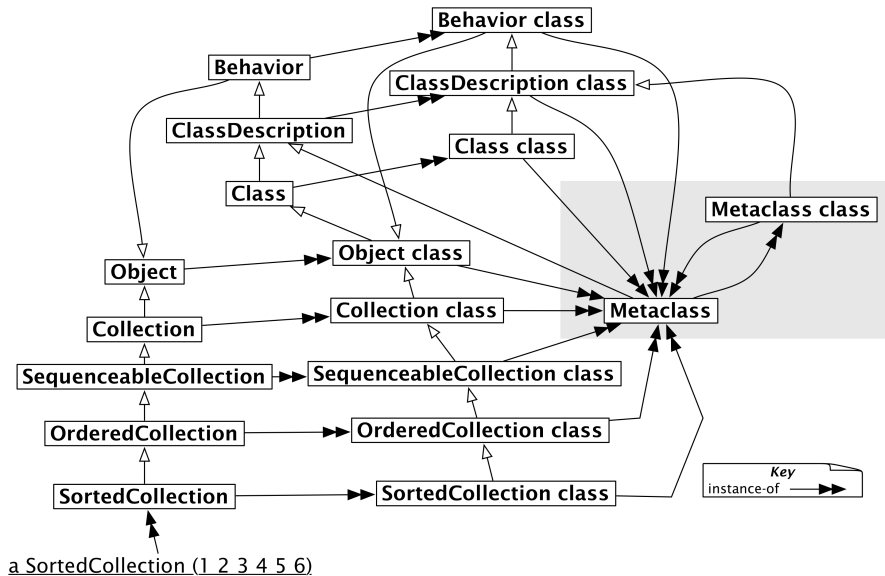 Behavior class
Behavior
ClassDescription class
ClassDescription
Class class
Class
Metaclass class
Object class
Object
Collection class
Metaclass
Collection
SequenceableCollection
SequenceableCollection class
OrderedCollection
OrderedCollection class
Key
instance-of
SortedCollection
SortedCollection class
a SortedCollection (1 2 3 4 5 6)